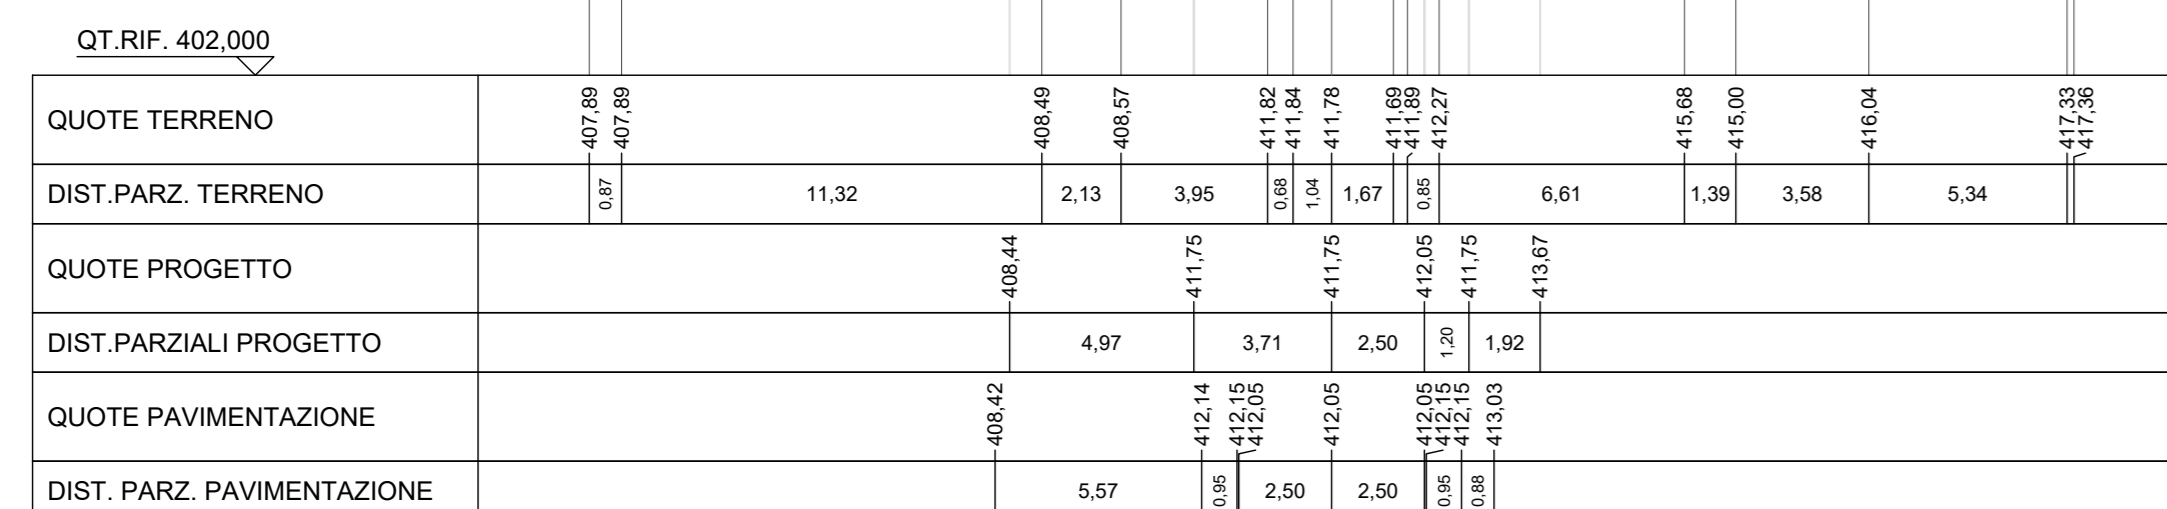 QT.RIF. 402,000
QUOTE TERRENO 407,89 407,89 408,49 408,57 411,82 411,84 411,78 411,69 411,89 412,27 415,68 415,00 416,04 417,33 417,36
DIST.PARZ. TERRENO 0,87 11,32 2,13 3,95 0,68 1,04 1,67 0,85 6,61 1,39 3,58 5,34
QUOTE PROGETTO 408,44 411,75 411,75 412,05 411,75 413,67
DIST.PARZIALI PROGETTO 4,97 3,71 2,50 1,20 1,92
QUOTE PAVIMENTAZIONE 408,42 412,14 412,15 412,05 412,05 412,05 412,15 412,15 413,03
DIST. PARZ. PAVIMENTAZIONE 5,57 0,95 2,50 2,50 0,95 0,88